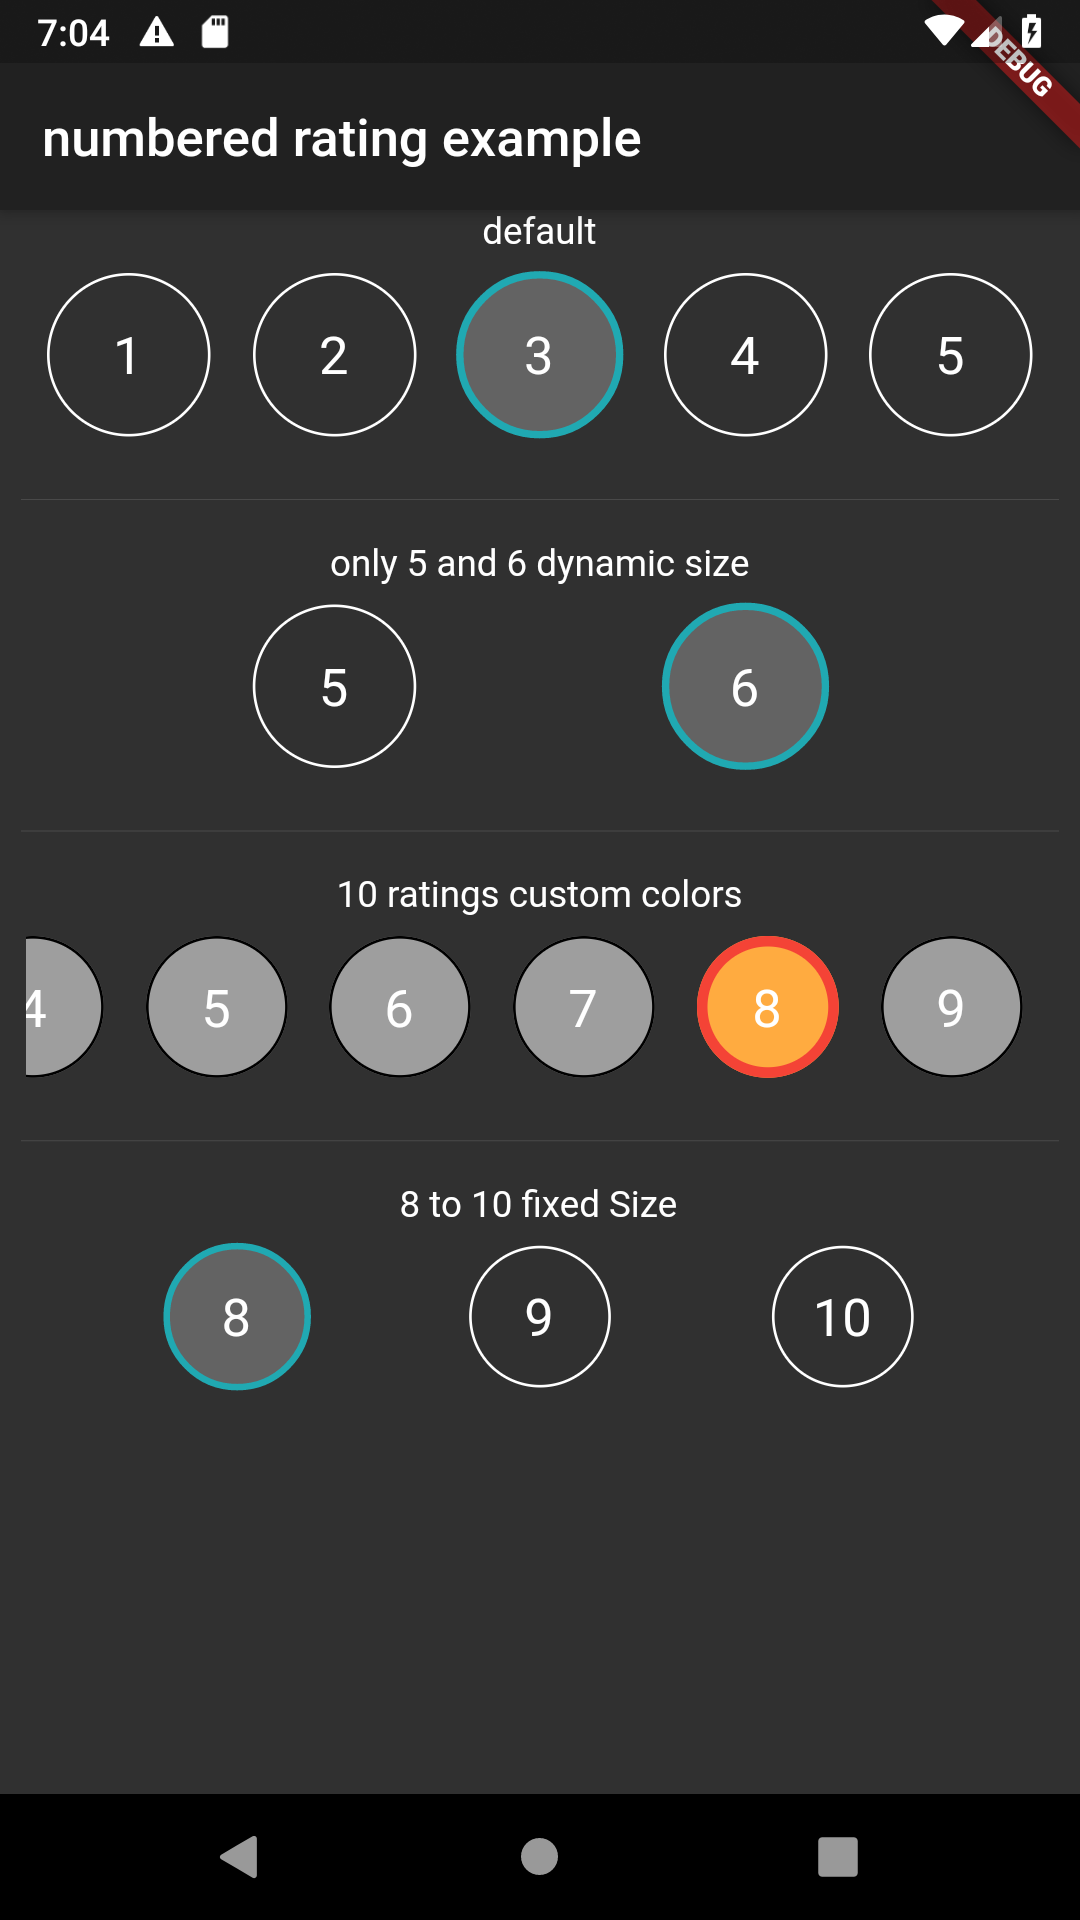 7:04
DEBUG
numbered rating example
default
1 2 3 4 5
only 5 and 6 dynamic size
5 6
10 ratings custom colors
4 5 6 7 8 9
8 to 10 fixed Size
8 9 10